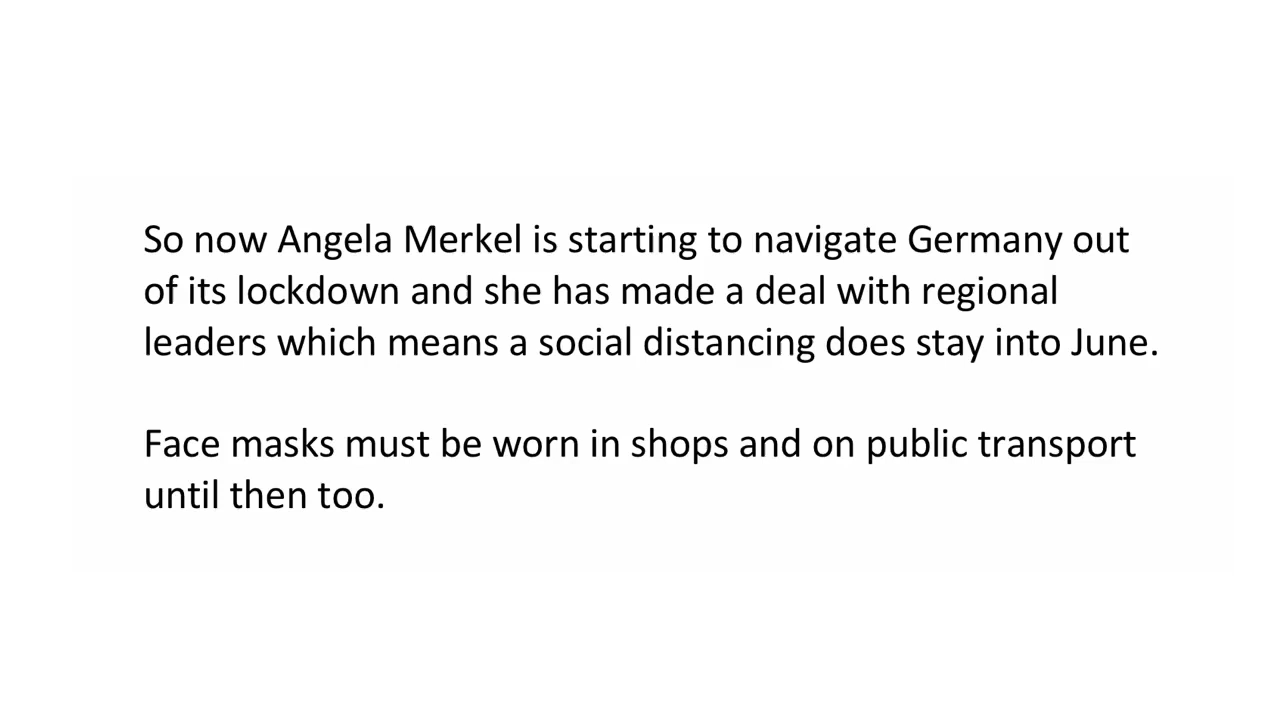 So now Angela Merkel is starting to navigate Germany out
of its lockdown and she has made a deal with regional
leaders which means a social distancing does stay into June.
Face masks must be worn in shops and on public transport
until then too.